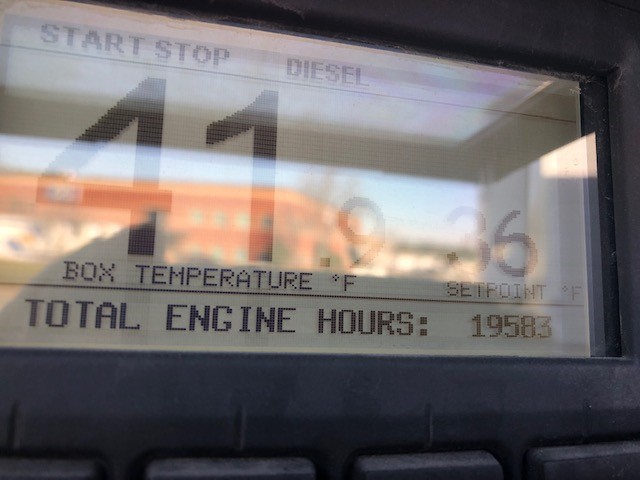 START STOP DIESEL
41.9 36
BOX TEMPERATURE °F SETPOINT °F
TOTAL ENGINE HOURS: 19583